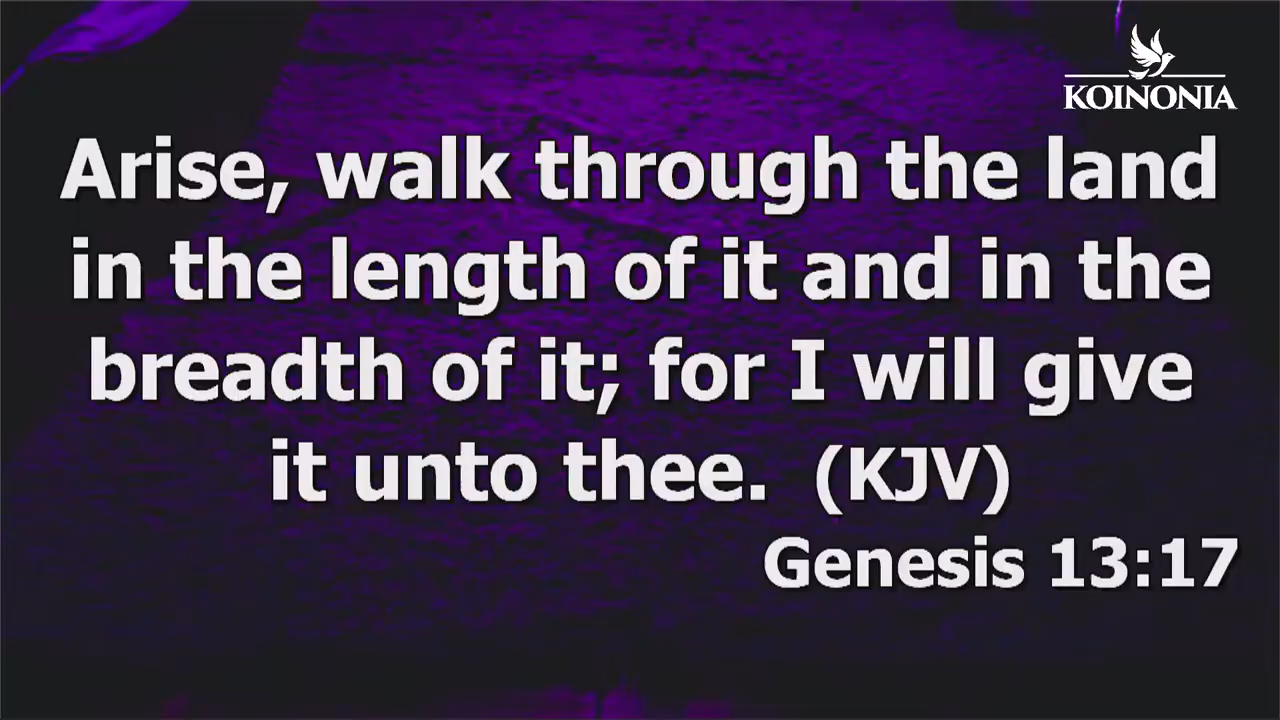 KOINONIA
Arise, walk through the land
in the length of it and in the
breadth of it; for I will give
it unto thee. (KJV)
Genesis 13:17